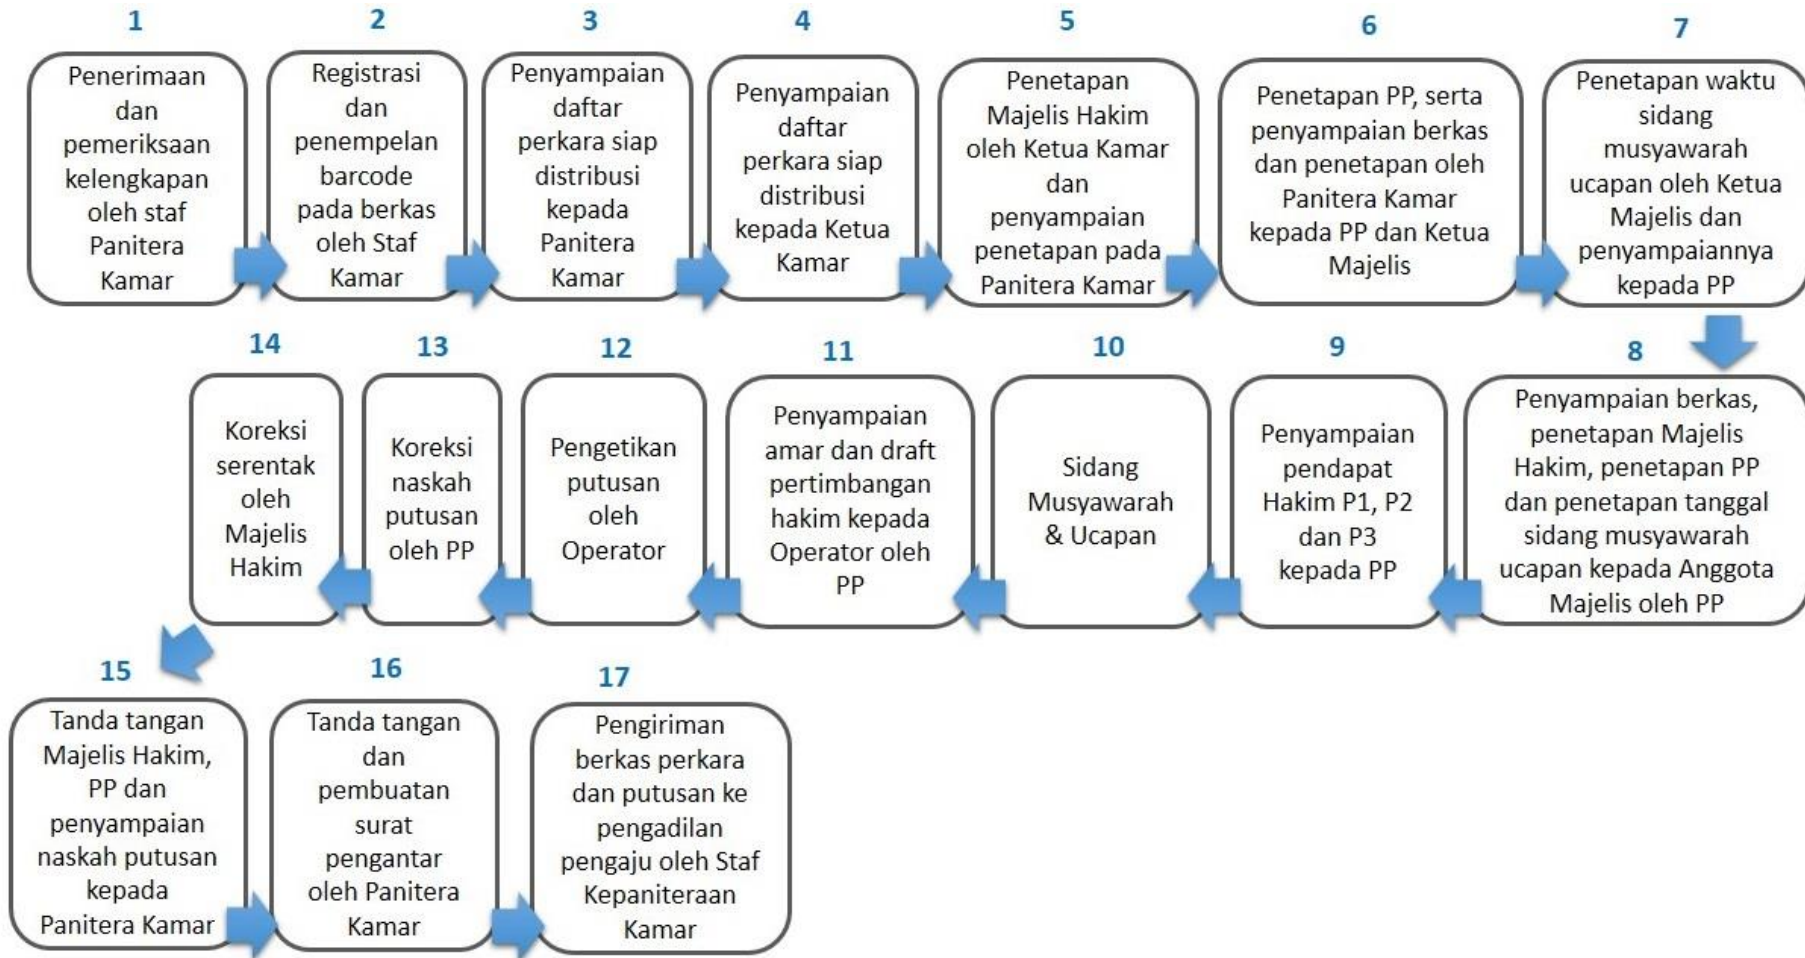 1
Penerimaan
dan
pemeriksaan
kelengkapan
oleh staf
Panitera
Kamar
2
Registrasi
dan
penempelan
barcode
pada berkas
oleh Staf
Kamar
3
Penyampaian
daftar
perkara siap
distribusi
kepada
Panitera
Kamar
4
Penyampaian
daftar
perkara siap
distribusi
kepada Ketua
Kamar
5
Penetapan
Majelis Hakim
oleh Ketua Kamar
dan
penyampaian
penetapan pada
Panitera Kamar
6
Penetapan PP, serta
penyampaian berkas
dan penetapan oleh
Panitera Kamar
kepada PP dan Ketua
Majelis
7
Penetapan waktu
sidang
musyawarah
ucapan oleh Ketua
Majelis dan
penyampaiannya
kepada PP
8
Penyampaian berkas,
penetapan Majelis
Hakim, penetapan PP
dan penetapan tanggal
sidang musyawarah
ucapan kepada Anggota
Majelis oleh PP
9
Penyampaian
pendapat
Hakim P1, P2
dan P3
kepada PP
10
Sidang
Musyawarah
& Ucapan
11
Penyampaian
amar dan draft
pertimbangan
hakim kepada
Operator oleh
PP
12
Pengetikan
putusan
oleh
Operator
13
Koreksi
naskah
putusan
oleh PP
14
Koreksi
serentak
oleh
Majelis
Hakim
15
Tanda tangan
Majelis Hakim,
PP dan
penyampaian
naskah putusan
kepada
Panitera Kamar
16
Tanda tangan
dan
pembuatan
surat
pengantar
oleh Panitera
Kamar
17
Pengiriman
berkas perkara
dan putusan ke
pengadilan
pengaju oleh Staf
Kepaniteraan
Kamar